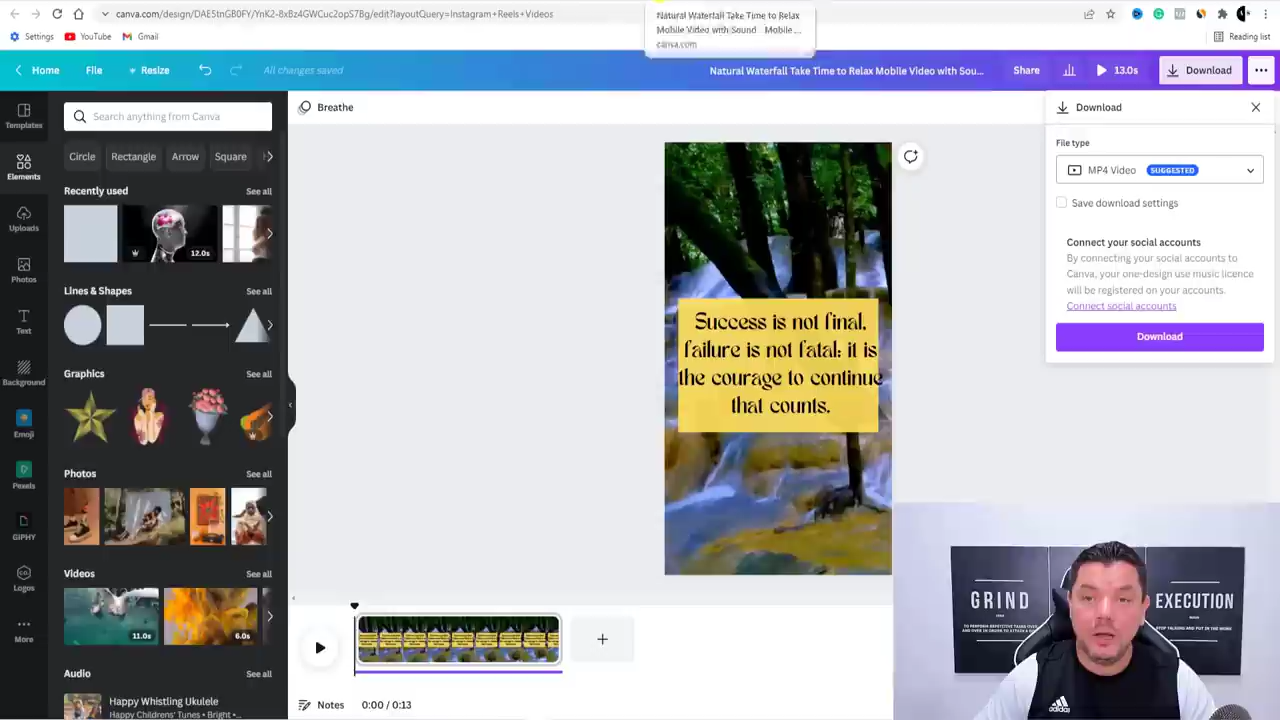 canva.com/design/DAE5tnGB0FY/YnK2-8xBz4GWCuc2opS7Bg/edit?layoutQuery=Instagram+Reels+Videos
Natural Waterfall Take Time to Relax
Mobile Video with Sound - Mobile ...
canva.com
Settings
YouTube
Gmail
Reading list
Home
File
Resize
All changes saved
Natural Waterfall Take Time to Relax Mobile Video with Sou...
Share
13.0s
Download
Templates
Elements
Uploads
Photos
Text
Background
Emoji
Pexels
GIPHY
Logos
More
Search anything from Canva
Circle
Rectangle
Arrow
Square
Recently used
See all
12.0s
Lines & Shapes
See all
Graphics
See all
Photos
See all
Videos
See all
11.0s
6.0s
Audio
See all
Happy Whistling Ukulele
Happy Childrens' Tunes • Brightside...
Breathe
Success is not final,
failure is not fatal: it is
the courage to continue
that counts.
Notes
0:00 / 0:13
Download
File type
MP4 Video
SUGGESTED
Save download settings
Connect your social accounts
By connecting your social accounts to
Canva, your one-design use music licence
will be registered on your accounts.
Connect social accounts
Download
GRIND
EXECUTION
adidas